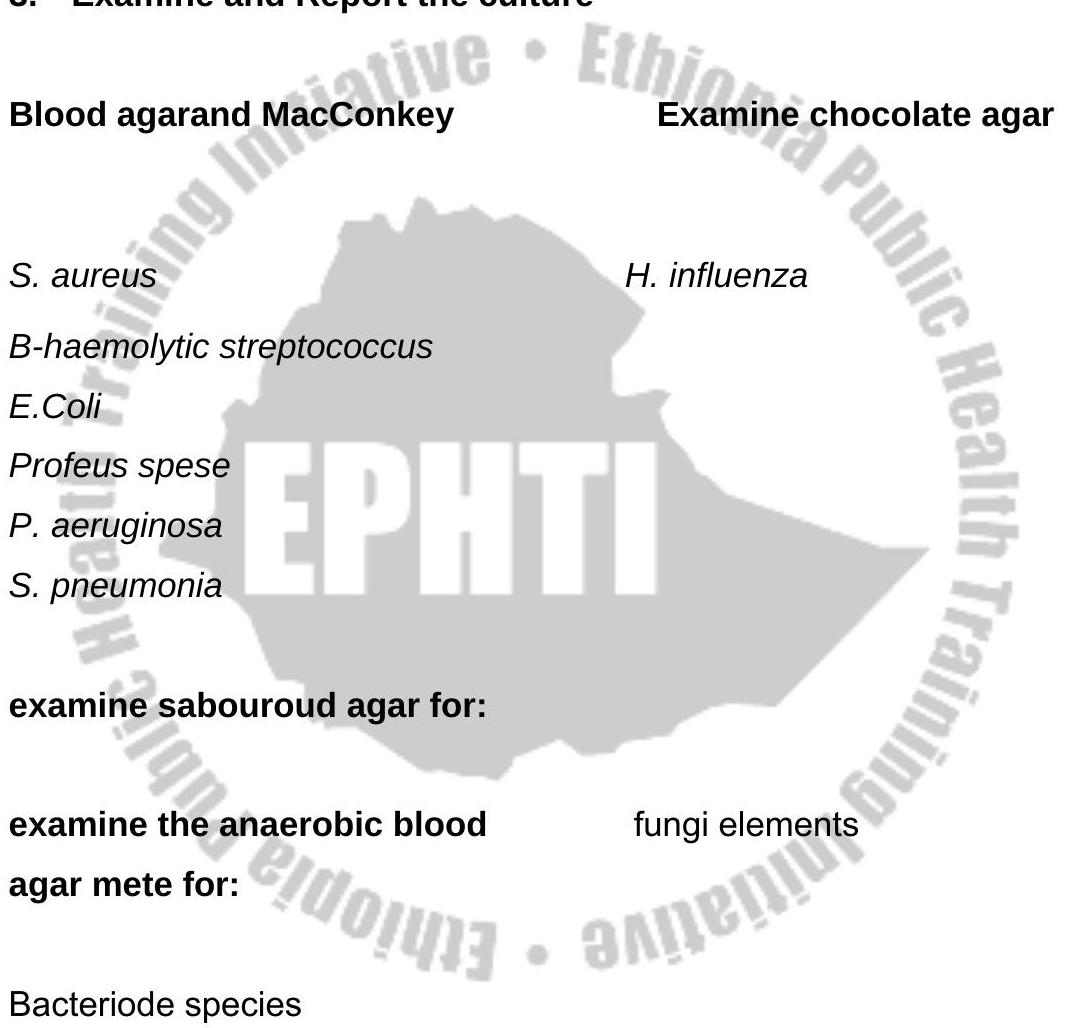 3. Examine and Report the culture
Blood agarand MacConkey
Examine chocolate agar
S. aureus
H. influenza
B-haemolytic streptococcus
E.Coli
Profeus spese
P. aeruginosa
S. pneumonia
examine sabouroud agar for:
examine the anaerobic blood
fungi elements
agar mete for:
Bacteriode species
EPHTI
Ethiopia Public Health Training Initiative • Ethiopia Public Health Training Initiative •